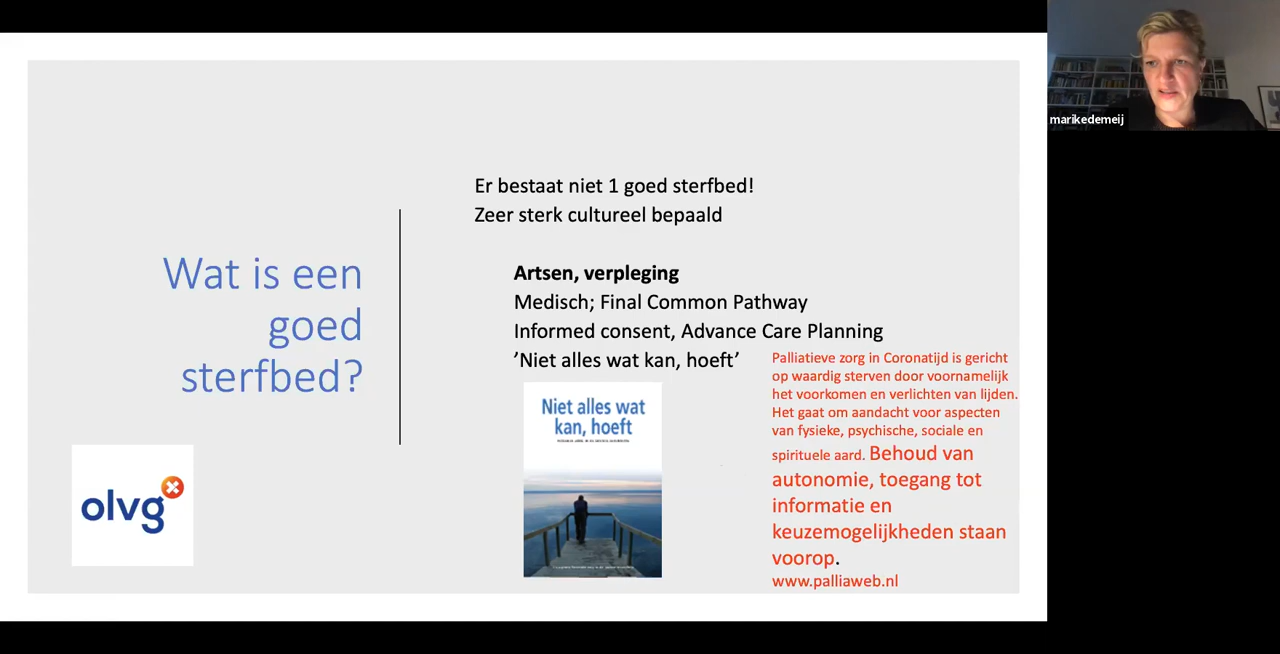 marikedemeij
Wat is een
goed
sterfbed?
olvg
Er bestaat niet 1 goed sterfbed!
Zeer sterk cultureel bepaald
Artsen, verpleging
Medisch; Final Common Pathway
Informed consent, Advance Care Planning
’Niet alles wat kan, hoeft’
Niet alles wat
kan, hoeft
Palliatieve zorg in Coronatijd is gericht
op waardig sterven door voornamelijk
het voorkomen en verlichten van lijden.
Het gaat om aandacht voor aspecten
van fysieke, psychische, sociale en
spirituele aard. Behoud van
autonomie, toegang tot
informatie en
keuzemogelijkheden staan
voorop.
www.palliaweb.nl